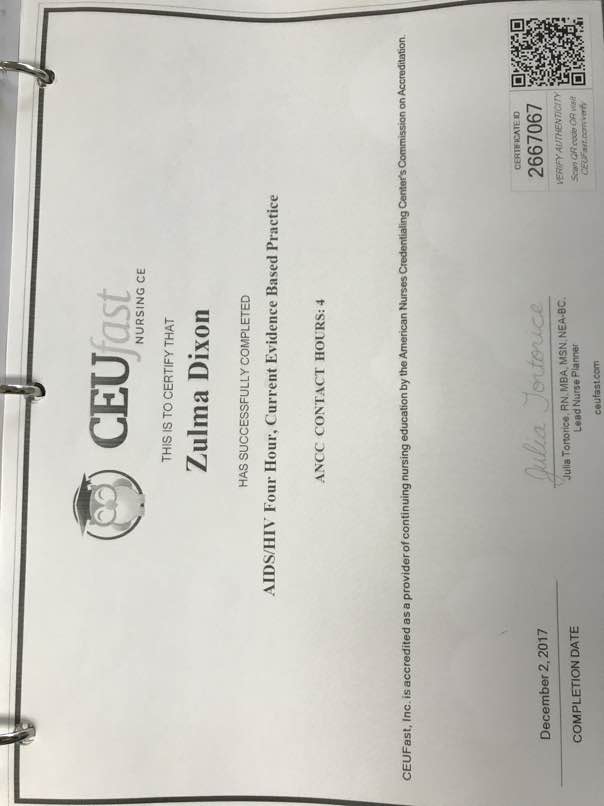 CEUfast
NURSING CE
THIS IS TO CERTIFY THAT
Zulma Dixon
HAS SUCCESSFULLY COMPLETED
AIDS/HIV Four Hour, Current Evidence Based Practice
ANCC CONTACT HOURS: 4
CEUFast, Inc. is accredited as a provider of continuing nursing education by the American Nurses Credentialing Center's Commission on Accreditation.
December 2, 2017
COMPLETION DATE
Julia Tortorice
Julia Tortorice, RN, MBA, MSN, NEA-BC,
Lead Nurse Planner
ceufast.com
CERTIFICATE ID
2667067
VERIFY AUTHENTICITY
Scan QR code OR visit
CEUFast.com/verify